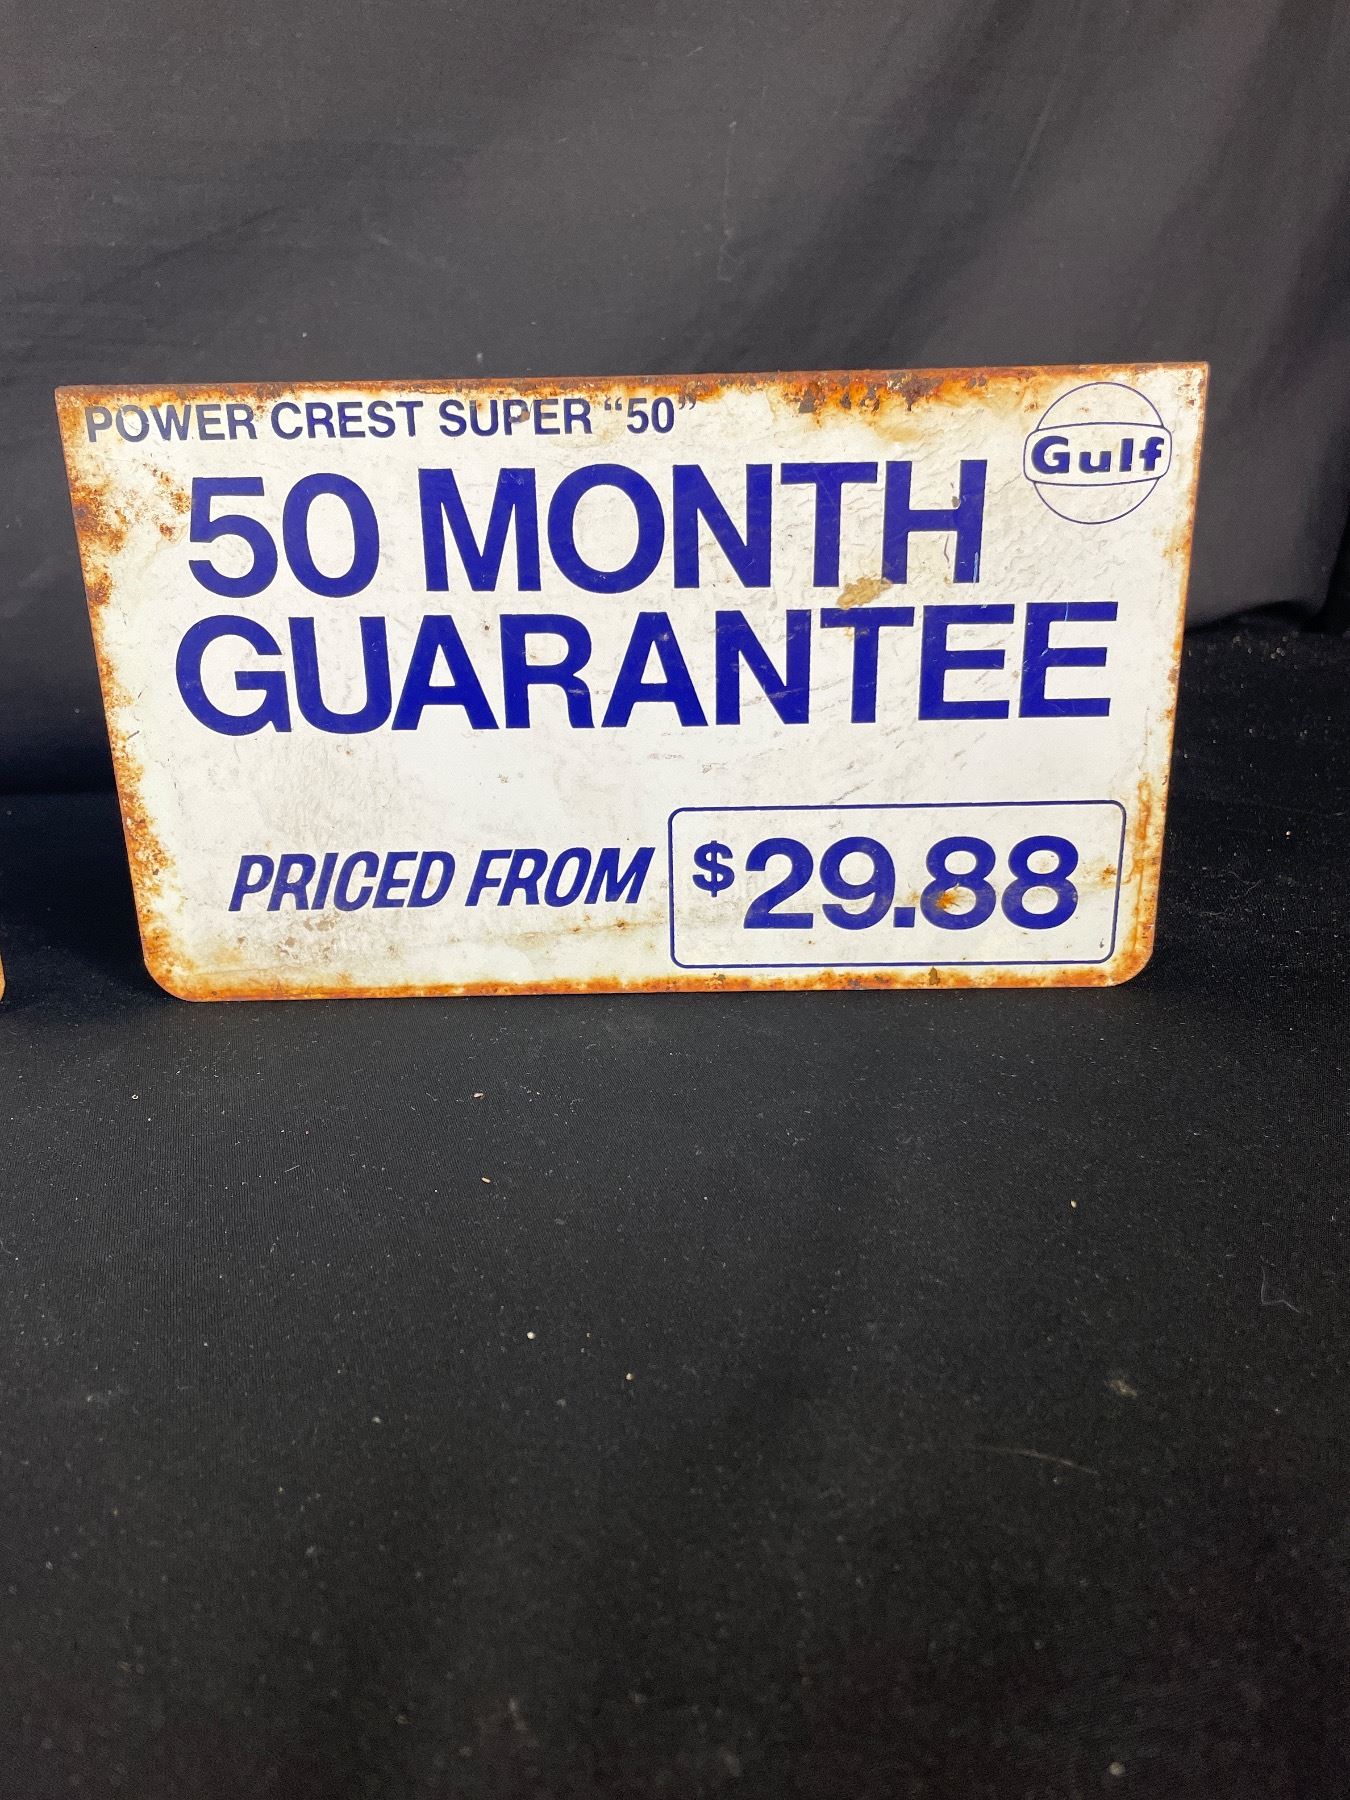 POWER CREST SUPER "50"
Gulf
50 MONTH
GUARANTEE
PRICED FROM $29.88